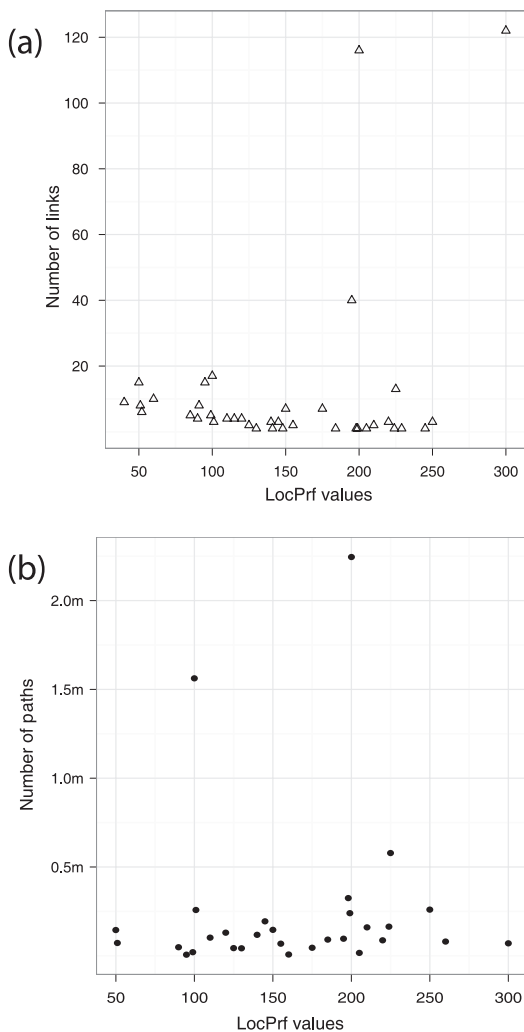 (a)
120
100
80
60
40
20
Number of links
50 100 150 200 250 300
LocPrf values
(b)
2.0m
1.5m
1.0m
0.5m
Number of paths
50 100 150 200 250 300
LocPrf values